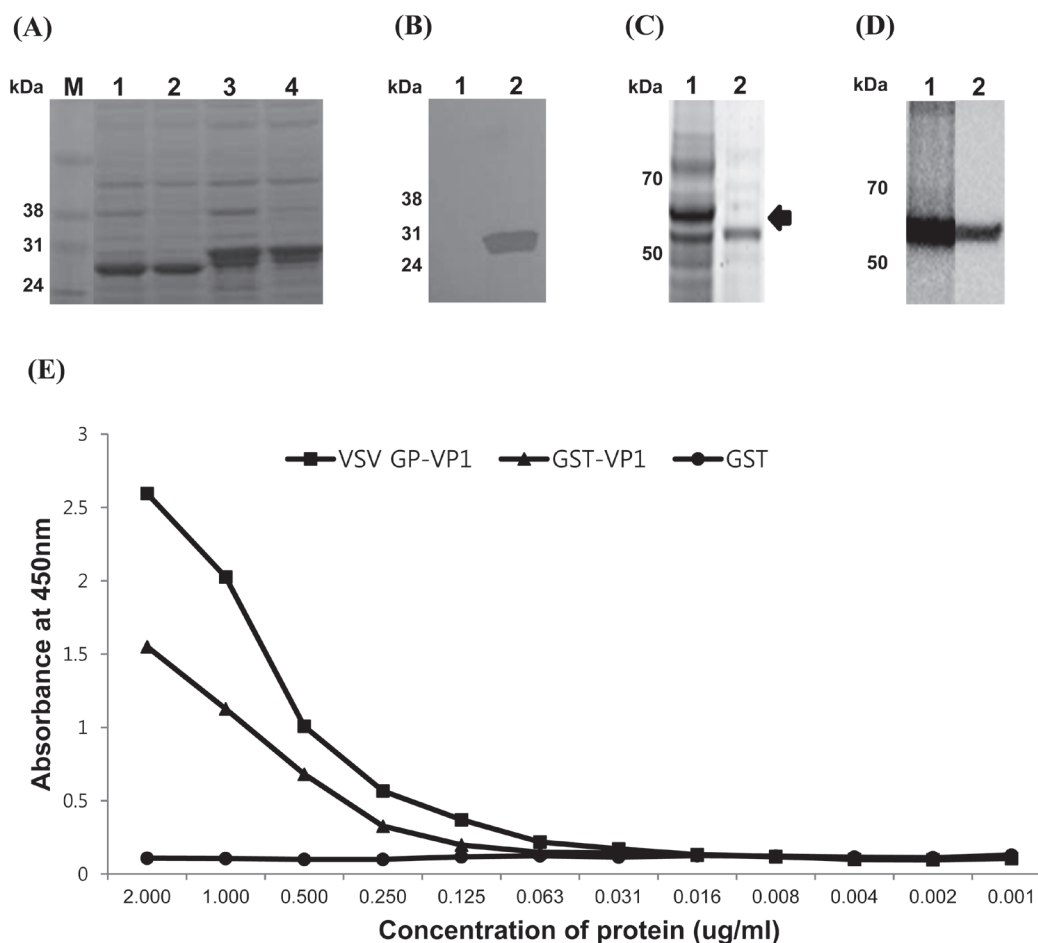 (A)
kDa M 1 2 3 4
38
31
24
(B)
kDa 1 2
38
31
24
(C)
kDa 1 2
70
50
(D)
kDa 1 2
70
50
(E)
VSV GP-VP1 GST-VP1 GST
Absorbance at 450nm
3
2.5
2
1.5
1
0.5
0
2.000 1.000 0.500 0.250 0.125 0.063 0.031 0.016 0.008 0.004 0.002 0.001
Concentration of protein (ug/ml)